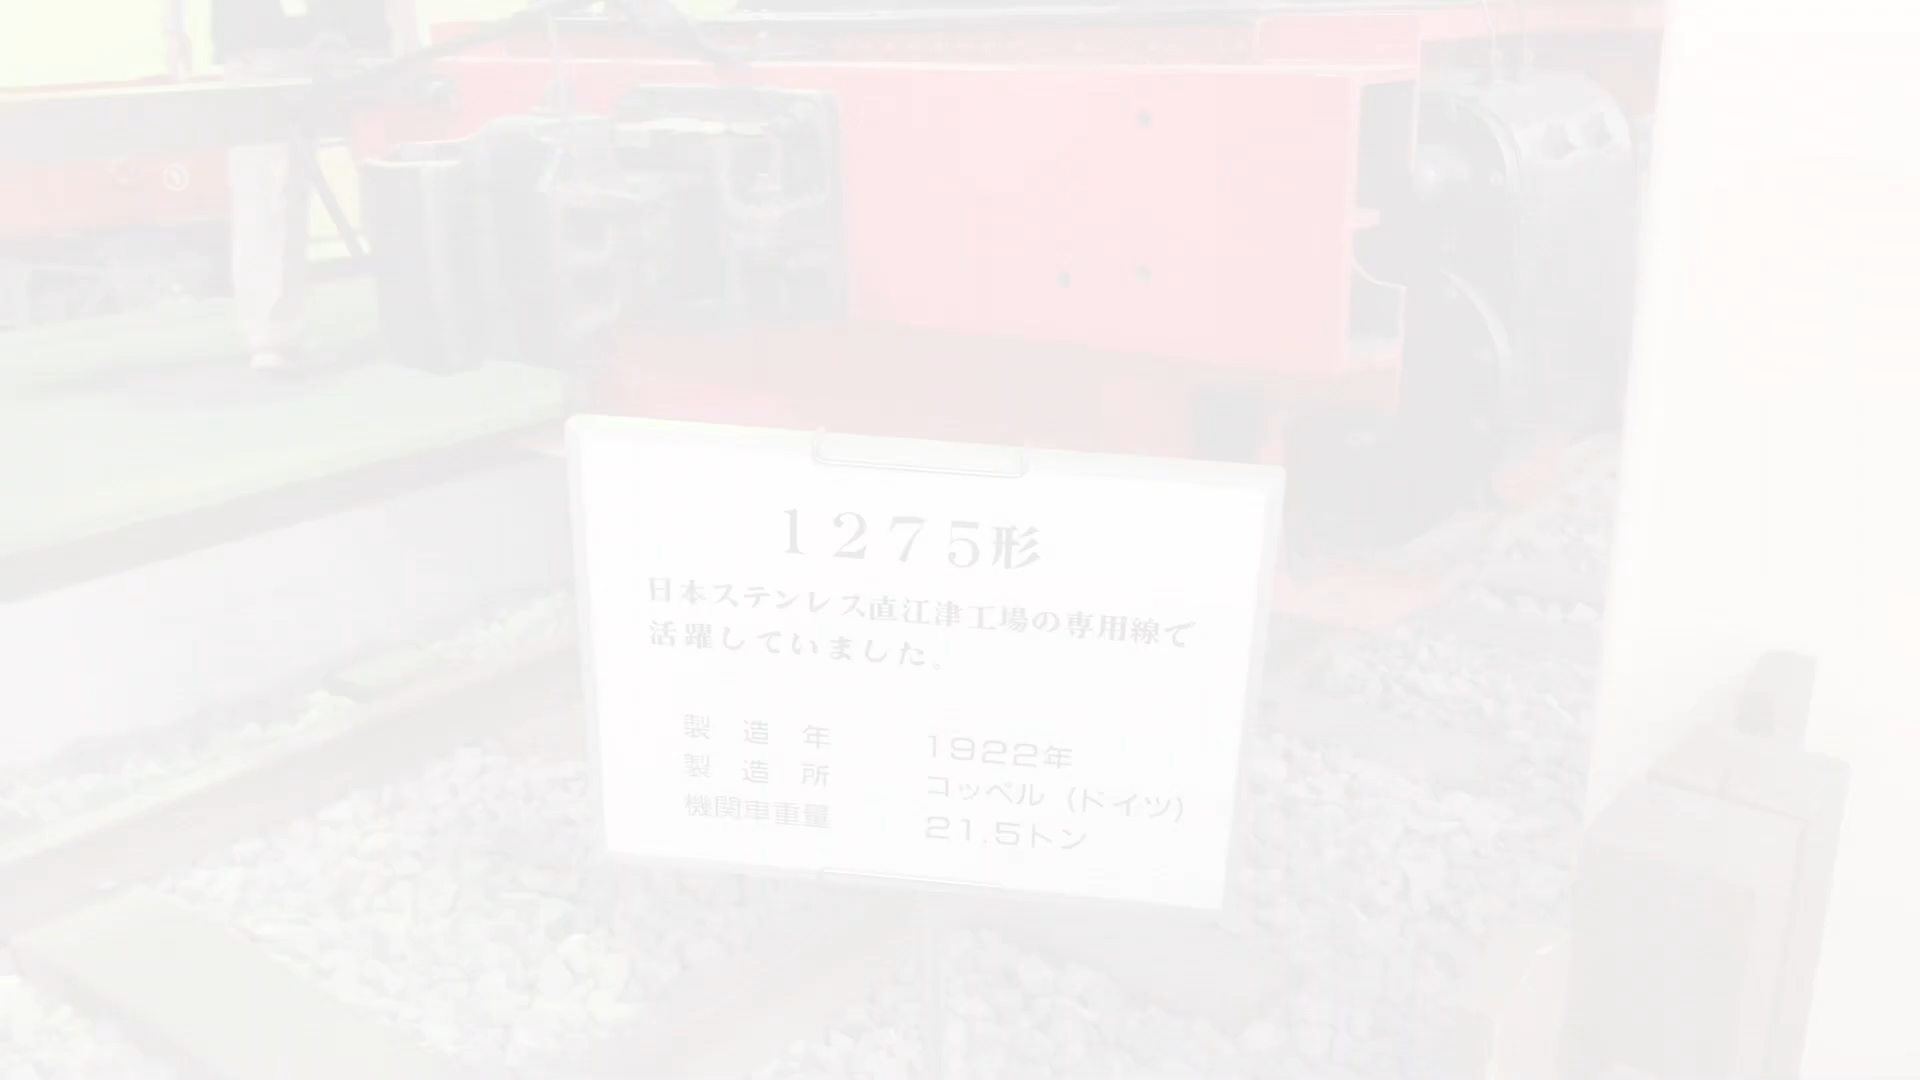 1275形
日本ステンレス直江津工場の専用線で
活躍していました。
製造年 1922年
製造所 コッペル(ドイツ)
機関車重量 21.5トン